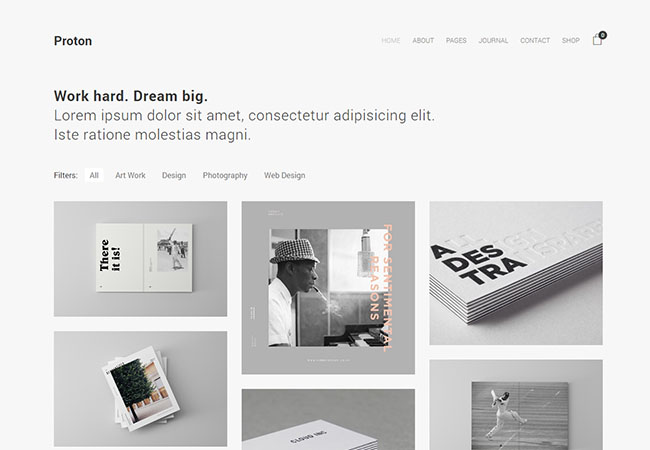 Proton
HOME ABOUT PAGES JOURNAL CONTACT SHOP 0
Work hard. Dream big.
Lorem ipsum dolor sit amet, consectetur adipisicing elit.
Iste ratione molestias magni.
Filters: All Art Work Design Photography Web Design
There
it is!
FOR SENTIMENTAL
REASONS
A
DES
TRA
CLOUD INC